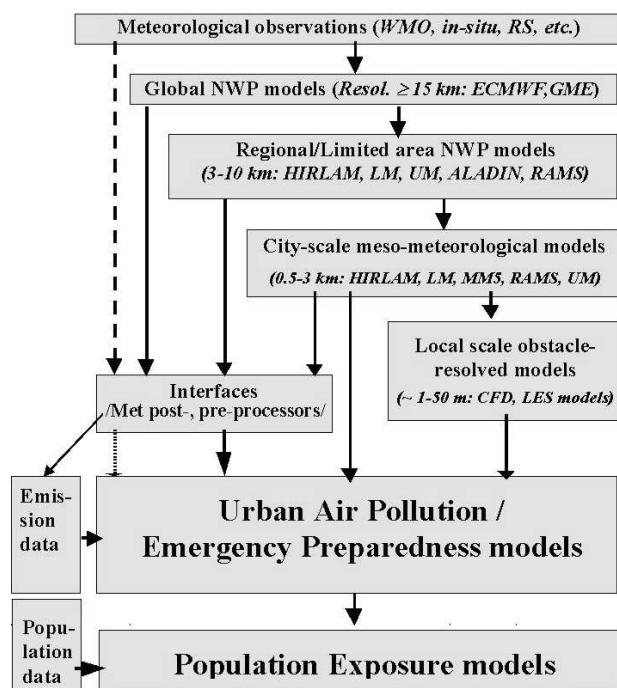 Meteorological observations (WMO, in-situ, RS, etc.)
Global NWP models (Resol. ≥ 15 km: ECMWF,GME)
Regional/Limited area NWP models
(3-10 km: HIRLAM, LM, UM, ALADIN, RAMS)
City-scale meso-meteorological models
(0.5-3 km: HIRLAM, LM, MM5, RAMS, UM)
Local scale obstacle-
resolved models
(~ 1-50 m: CFD, LES models)
Interfaces
/Met post-, pre-processors/
Emis-
sion
data
Urban Air Pollution /
Emergency Preparedness models
Popu-
lation
data
Population Exposure models